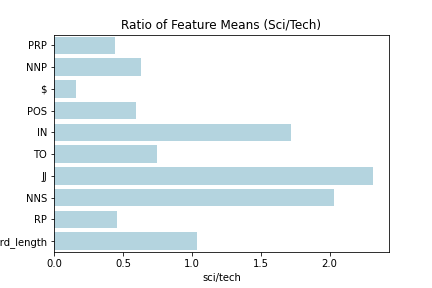 Ratio of Feature Means (Sci/Tech)
PRP
NNP
$
POS
IN
TO
JJ
NNS
RP
rd_length
0.0 0.5 1.0 1.5 2.0
sci/tech